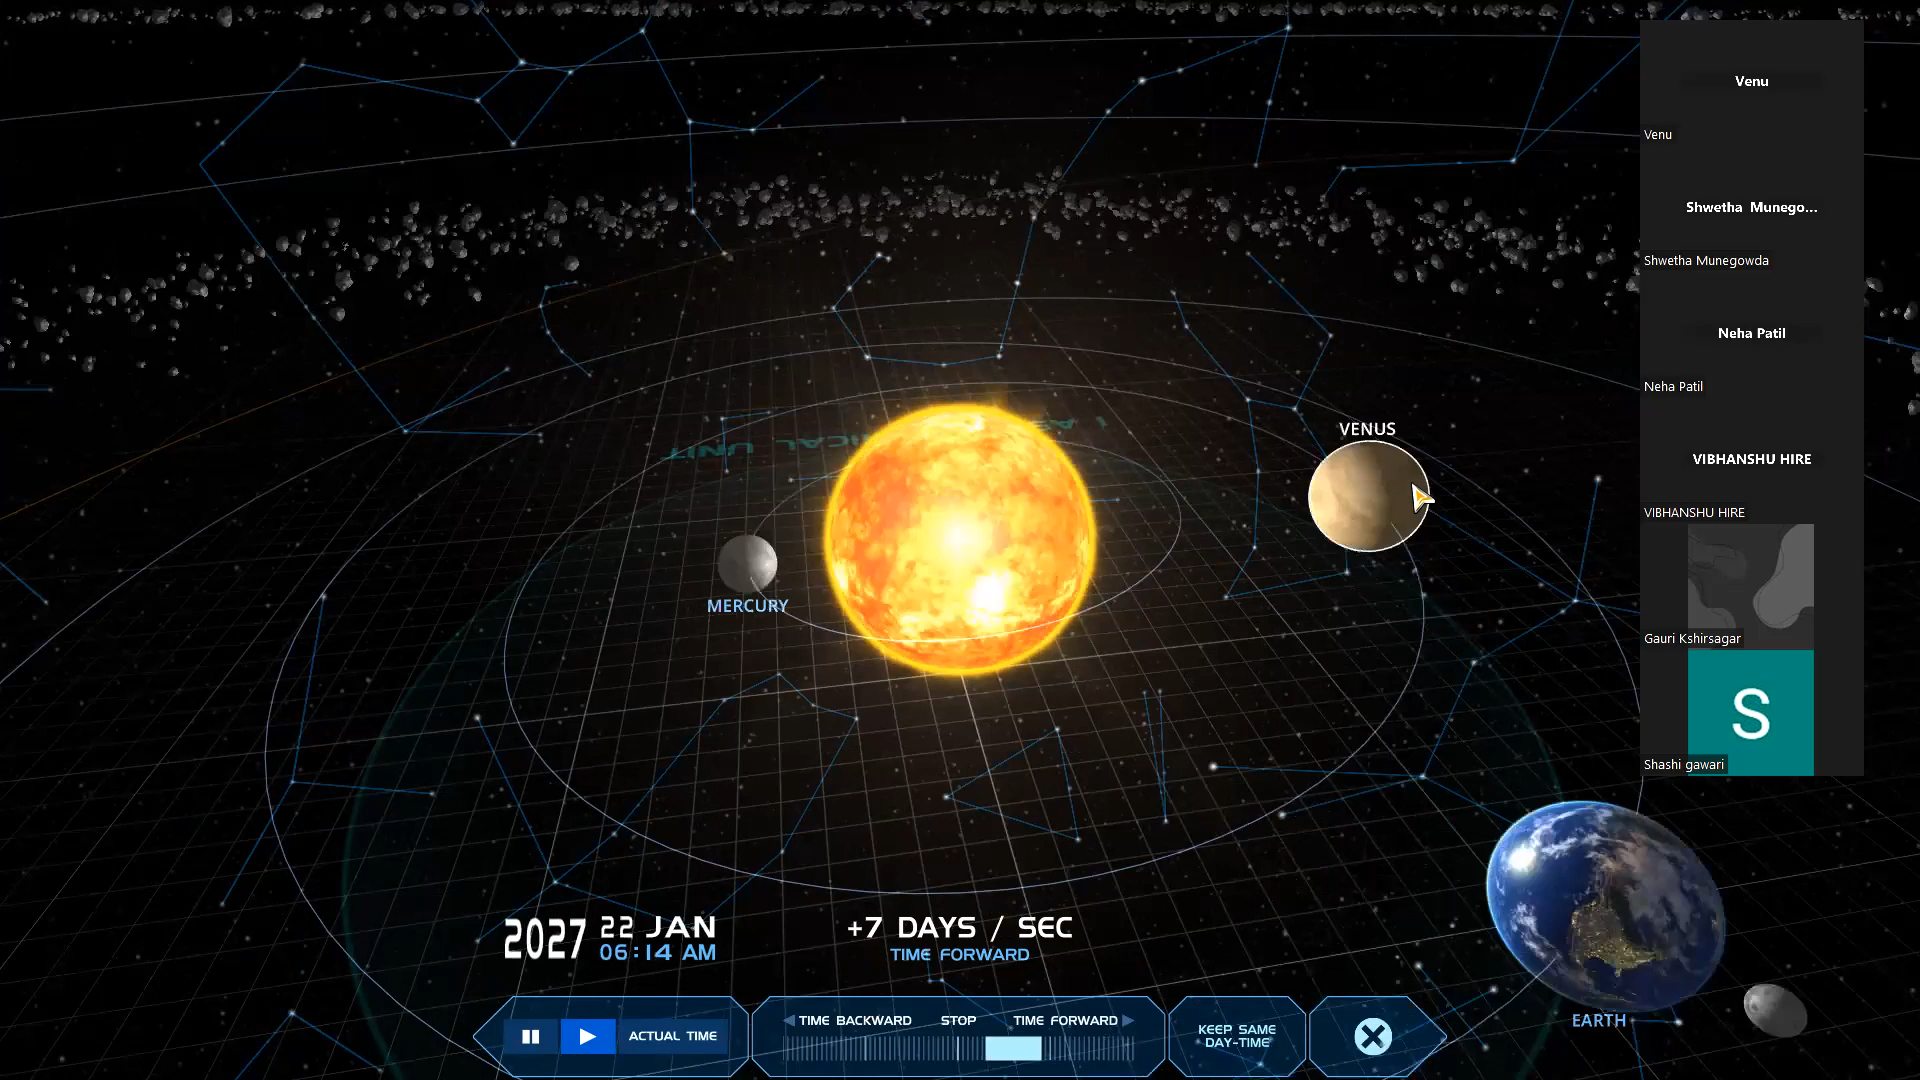 Venu
Venu
Shwetha Munego...
Shwetha Munegowda
Neha Patil
Neha Patil
VIBHANSHU HIRE
VIBHANSHU HIRE
Gauri Kshirsagar
S
Shashi gawari
VENUS
MERCURY
EARTH
2027 22 JAN
06:14 AM
+7 DAYS / SEC
TIME FORWARD
ACTUAL TIME
TIME BACKWARD STOP TIME FORWARD
KEEP SAME
DAY-TIME